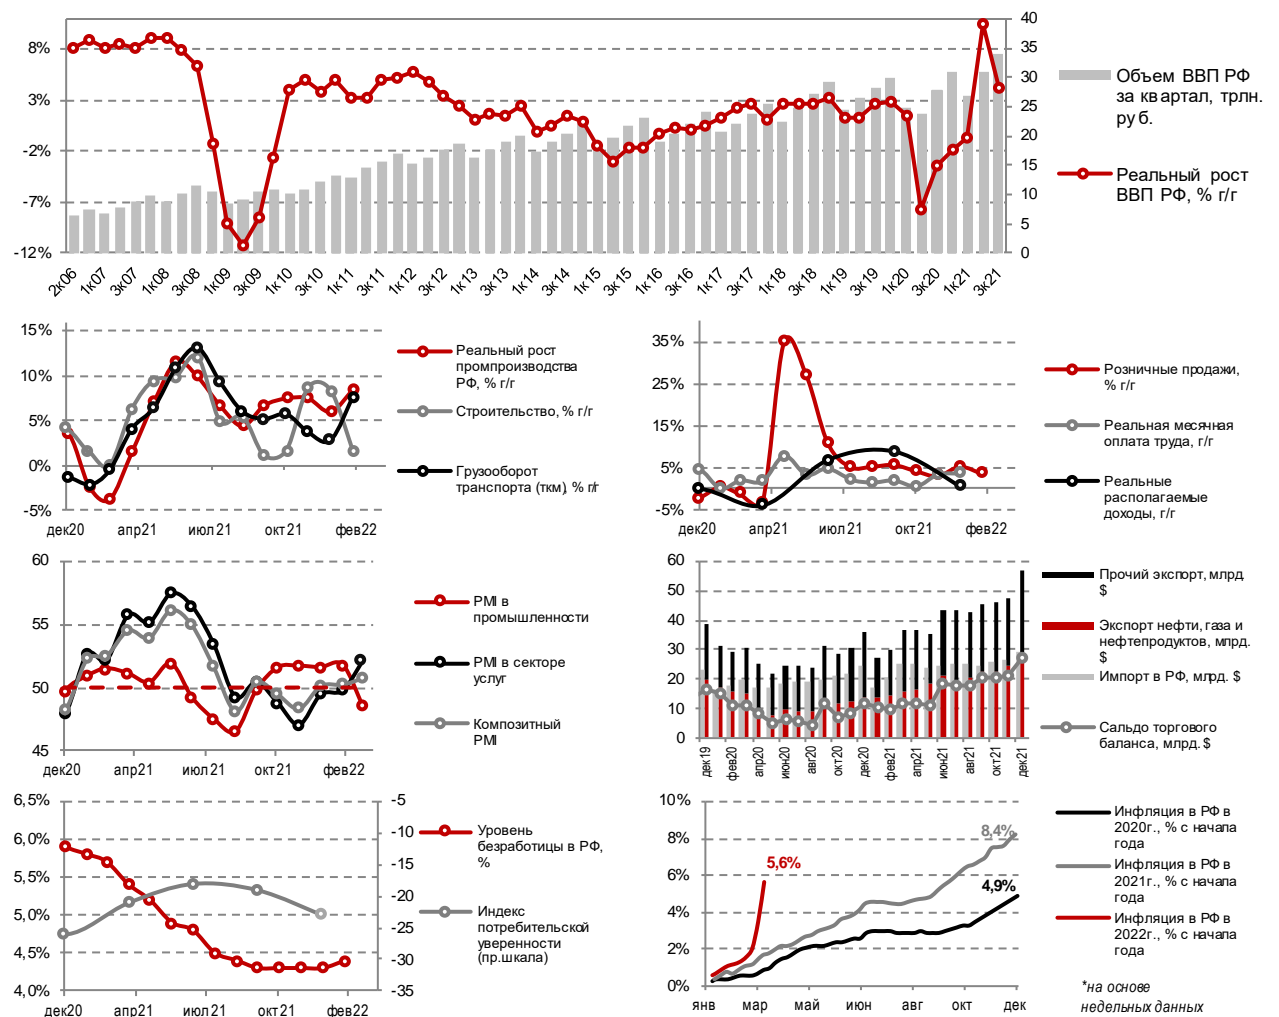 8%
3%
-2%
-7%
-12%
40
35
30
25
20
15
10
5
0
2к06
1к07
3к07
1к08
3к08
1к09
3к09
1к10
3к10
1к11
3к11
1к12
3к12
1к13
3к13
1к14
3к14
1к15
3к15
1к16
3к16
1к17
3к17
1к18
3к18
1к19
3к19
1к20
3к20
1к21
3к21
Объем ВВП РФ
за квартал, трлн.
руб.
Реальный рост
ВВП РФ, % г/г
15%
10%
5%
0%
-5%
дек20
апр21
июл21
окт21
фев22
Реальный рост
промпроизводства
РФ, % г/г
Строительство, % г/г
Грузооборот
транспорта (ткм), % г/г
35%
25%
15%
5%
-5%
дек20
апр21
июл21
окт21
фев22
Розничные продажи,
% г/г
Реальная месячная
оплата труда, г/г
Реальные
располагаемые
доходы, г/г
60
55
50
45
дек20
апр21
июл21
окт21
фев22
PMI в
промышленности
PMI в секторе
услуг
Композитный
PMI
60
50
40
30
20
10
0
дек19
фев20
апр20
июн20
авг20
окт20
дек20
фев21
апр21
июн21
авг21
окт21
дек21
Прочий экспорт, млрд.
$
Экспорт нефти, газа и
нефтепродуктов, млрд.
$
Импорт в РФ, млрд. $
Сальдо торгового
баланса, млрд. $
6,5%
6,0%
5,5%
5,0%
4,5%
4,0%
-5
-10
-15
-20
-25
-30
-35
дек20
апр21
июл21
окт21
фев22
Уровень
безработицы в РФ,
%
Индекс
потребительской
уверенности
(пр.шкала)
10%
8%
6%
4%
2%
0%
5,6%
8,4%
4,9%
янв
мар
май
июн
авг
окт
дек
Инфляция в РФ в
2020г., % с начала
года
Инфляция в РФ в
2021г., % с начала
года
Инфляция в РФ в
2022г., % с начала
года
*на основе
недельных данных